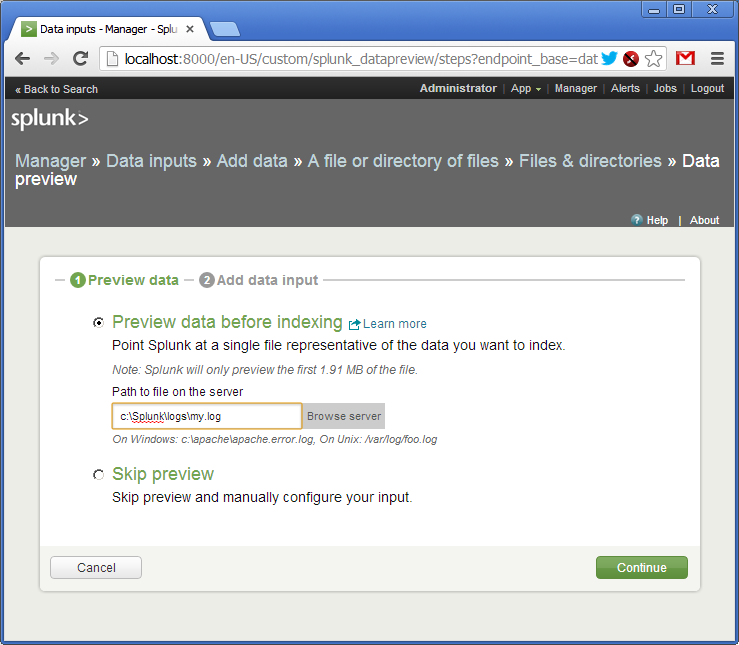 Data inputs - Manager - Splu
localhost:8000/en-US/custom/splunk_datapreview/steps?endpoint_base=dat
« Back to Search
Administrator | App | Manager | Alerts | Jobs | Logout
splunk>
Manager » Data inputs » Add data » A file or directory of files » Files & directories » Data
preview
? Help | About
1 Preview data
2 Add data input
Preview data before indexing
Learn more
Point Splunk at a single file representative of the data you want to index.
Note: Splunk will only preview the first 1.91 MB of the file.
Path to file on the server
c:\Splunk\logs\my.log
Browse server
On Windows: c:\apache\apache.error.log, On Unix: /var/log/foo.log
Skip preview
Skip preview and manually configure your input.
Cancel
Continue